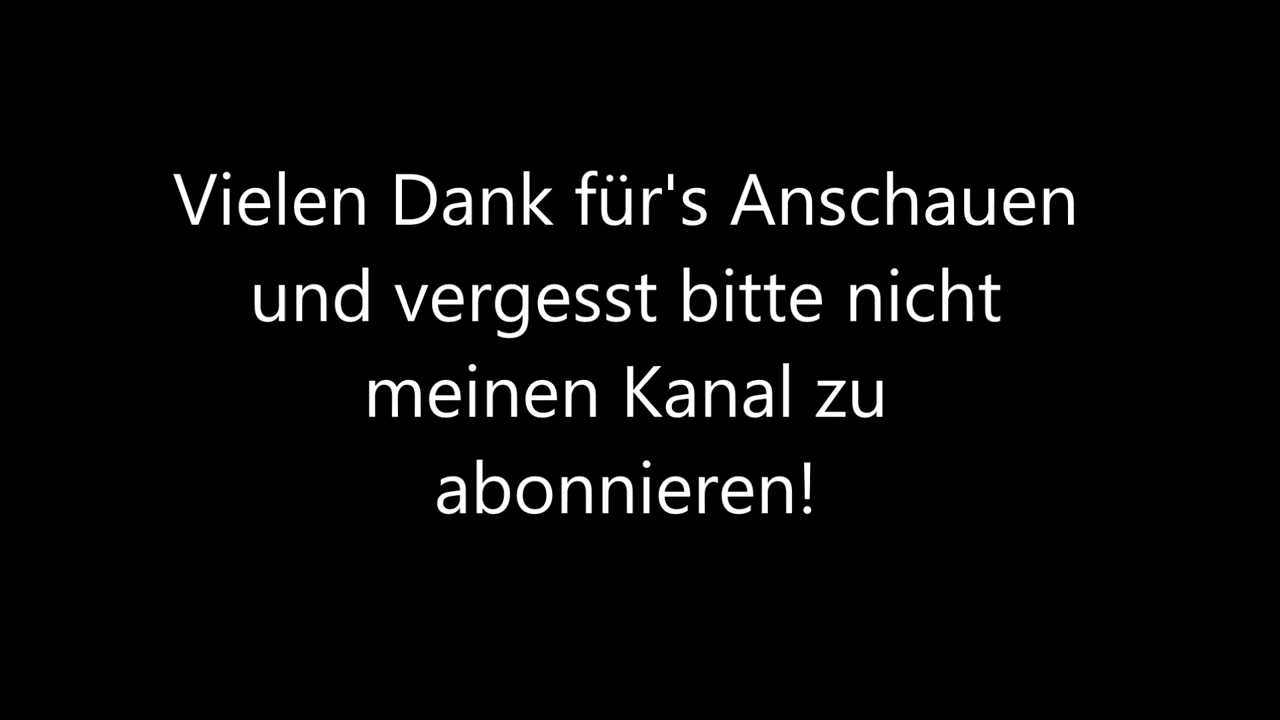 Vielen Dank für's Anschauen
und vergesst bitte nicht
meinen Kanal zu
abonnieren!